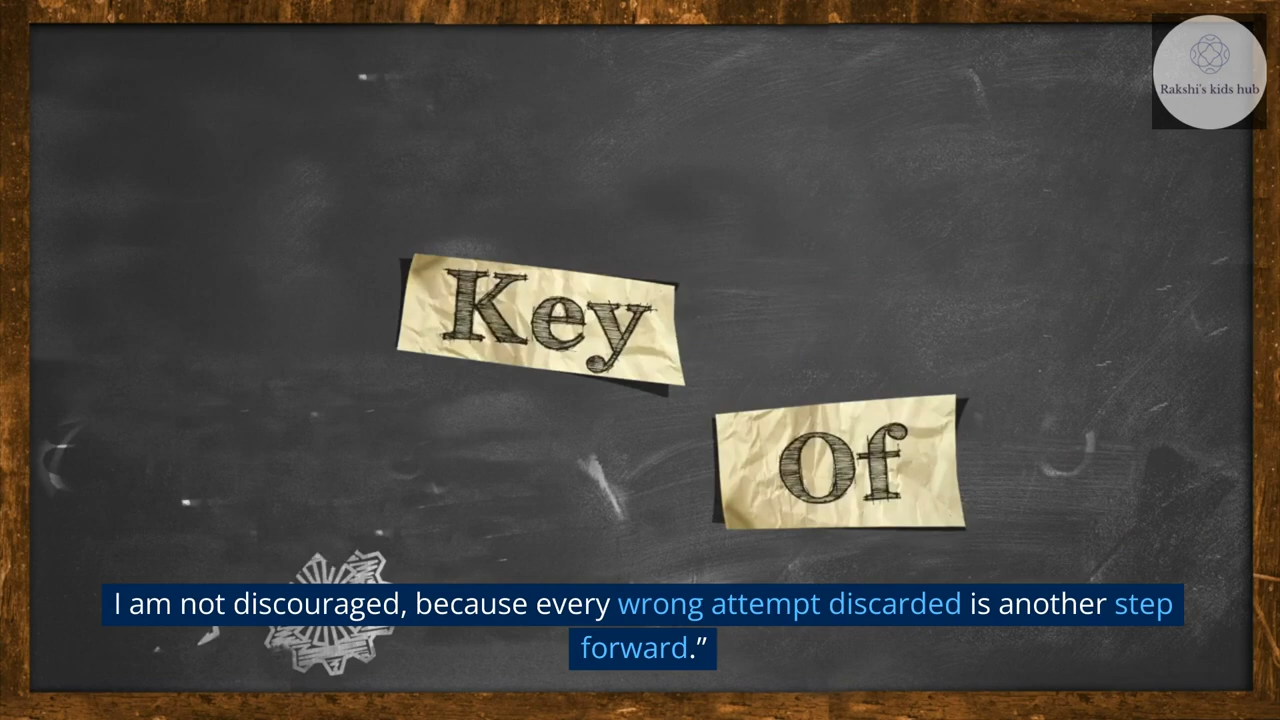 Rakshi's kids hub
Key
Of
I am not discouraged, because every wrong attempt discarded is another step
forward.”